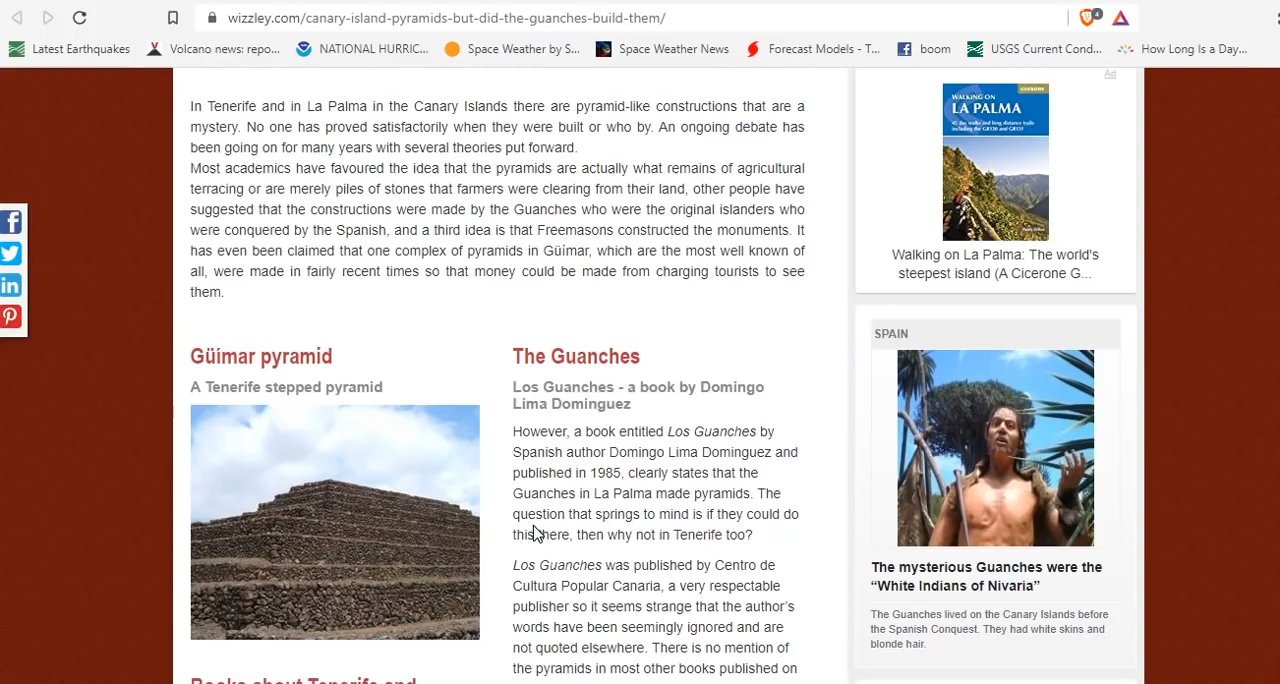 wizzley.com/canary-island-pyramids-but-did-the-guanches-build-them/
4
Latest Earthquakes
Volcano news: repo...
NATIONAL HURRIC...
Space Weather by S...
Space Weather News
Forecast Models - T...
boom
USGS Current Cond...
How Long Is a Day...
In Tenerife and in La Palma in the Canary Islands there are pyramid-like constructions that are a
mystery. No one has proved satisfactorily when they were built or who by. An ongoing debate has
been going on for many years with several theories put forward.
Most academics have favoured the idea that the pyramids are actually what remains of agricultural
terracing or are merely piles of stones that farmers were clearing from their land, other people have
suggested that the constructions were made by the Guanches who were the original islanders who
were conquered by the Spanish, and a third idea is that Freemasons constructed the monuments. It
has even been claimed that one complex of pyramids in Güímar, which are the most well known of
all, were made in fairly recent times so that money could be made from charging tourists to see
them.
Güímar pyramid
A Tenerife stepped pyramid
The Guanches
Los Guanches - a book by Domingo
Lima Dominguez
However, a book entitled Los Guanches by
Spanish author Domingo Lima Dominguez and
published in 1985, clearly states that the
Guanches in La Palma made pyramids. The
question that springs to mind is if they could do
this there, then why not in Tenerife too?
Los Guanches was published by Centro de
Cultura Popular Canaria, a very respectable
publisher so it seems strange that the author's
words have been seemingly ignored and are
not quoted elsewhere. There is no mention of
the pyramids in most other books published on
Books about Tenerife and
Ad
CICERONE
WALKING ON
LA PALMA
Walking on La Palma: The world's
steepest island (A Cicerone G...
SPAIN
The mysterious Guanches were the
“White Indians of Nivaria”
The Guanches lived on the Canary Islands before
the Spanish Conquest. They had white skins and
blonde hair.